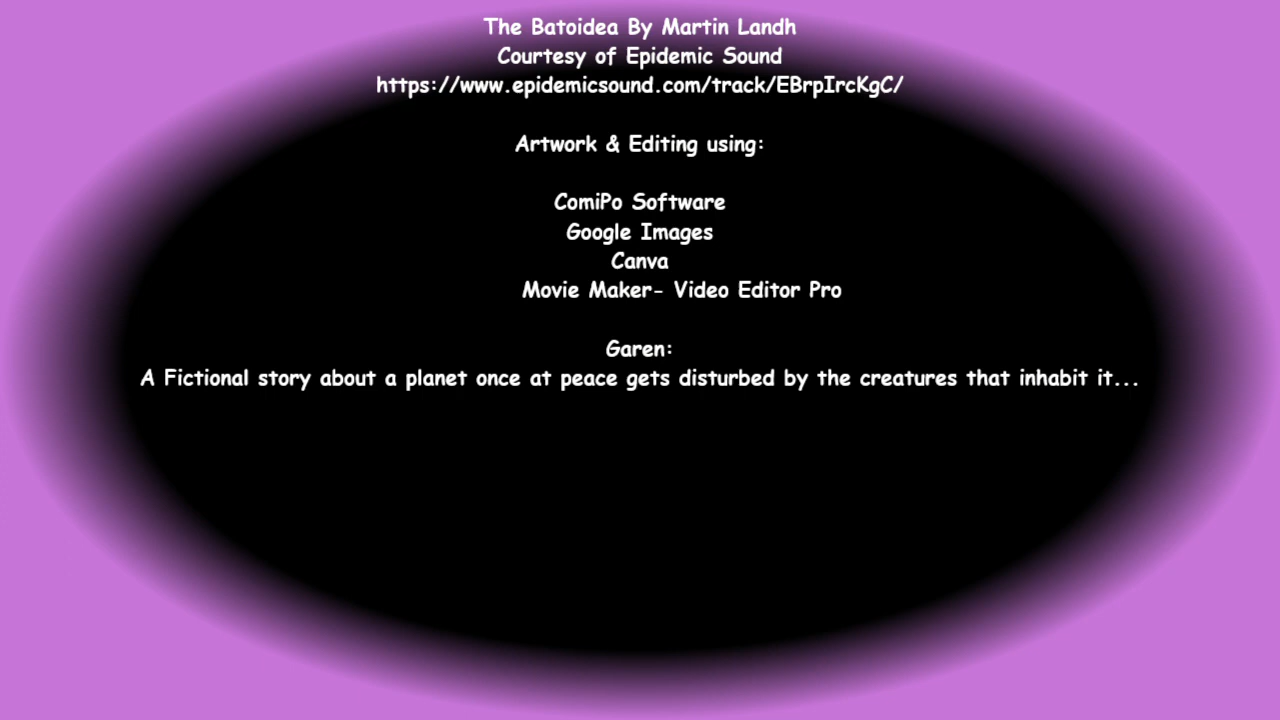 The Batoidea By Martin Landh
Courtesy of Epidemic Sound
https://www.epidemicsound.com/track/EBrpIrcKgC/
Artwork & Editing using:
ComiPo Software
Google Images
Canva
Movie Maker- Video Editor Pro
Garen:
A Fictional story about a planet once at peace gets disturbed by the creatures that inhabit it...